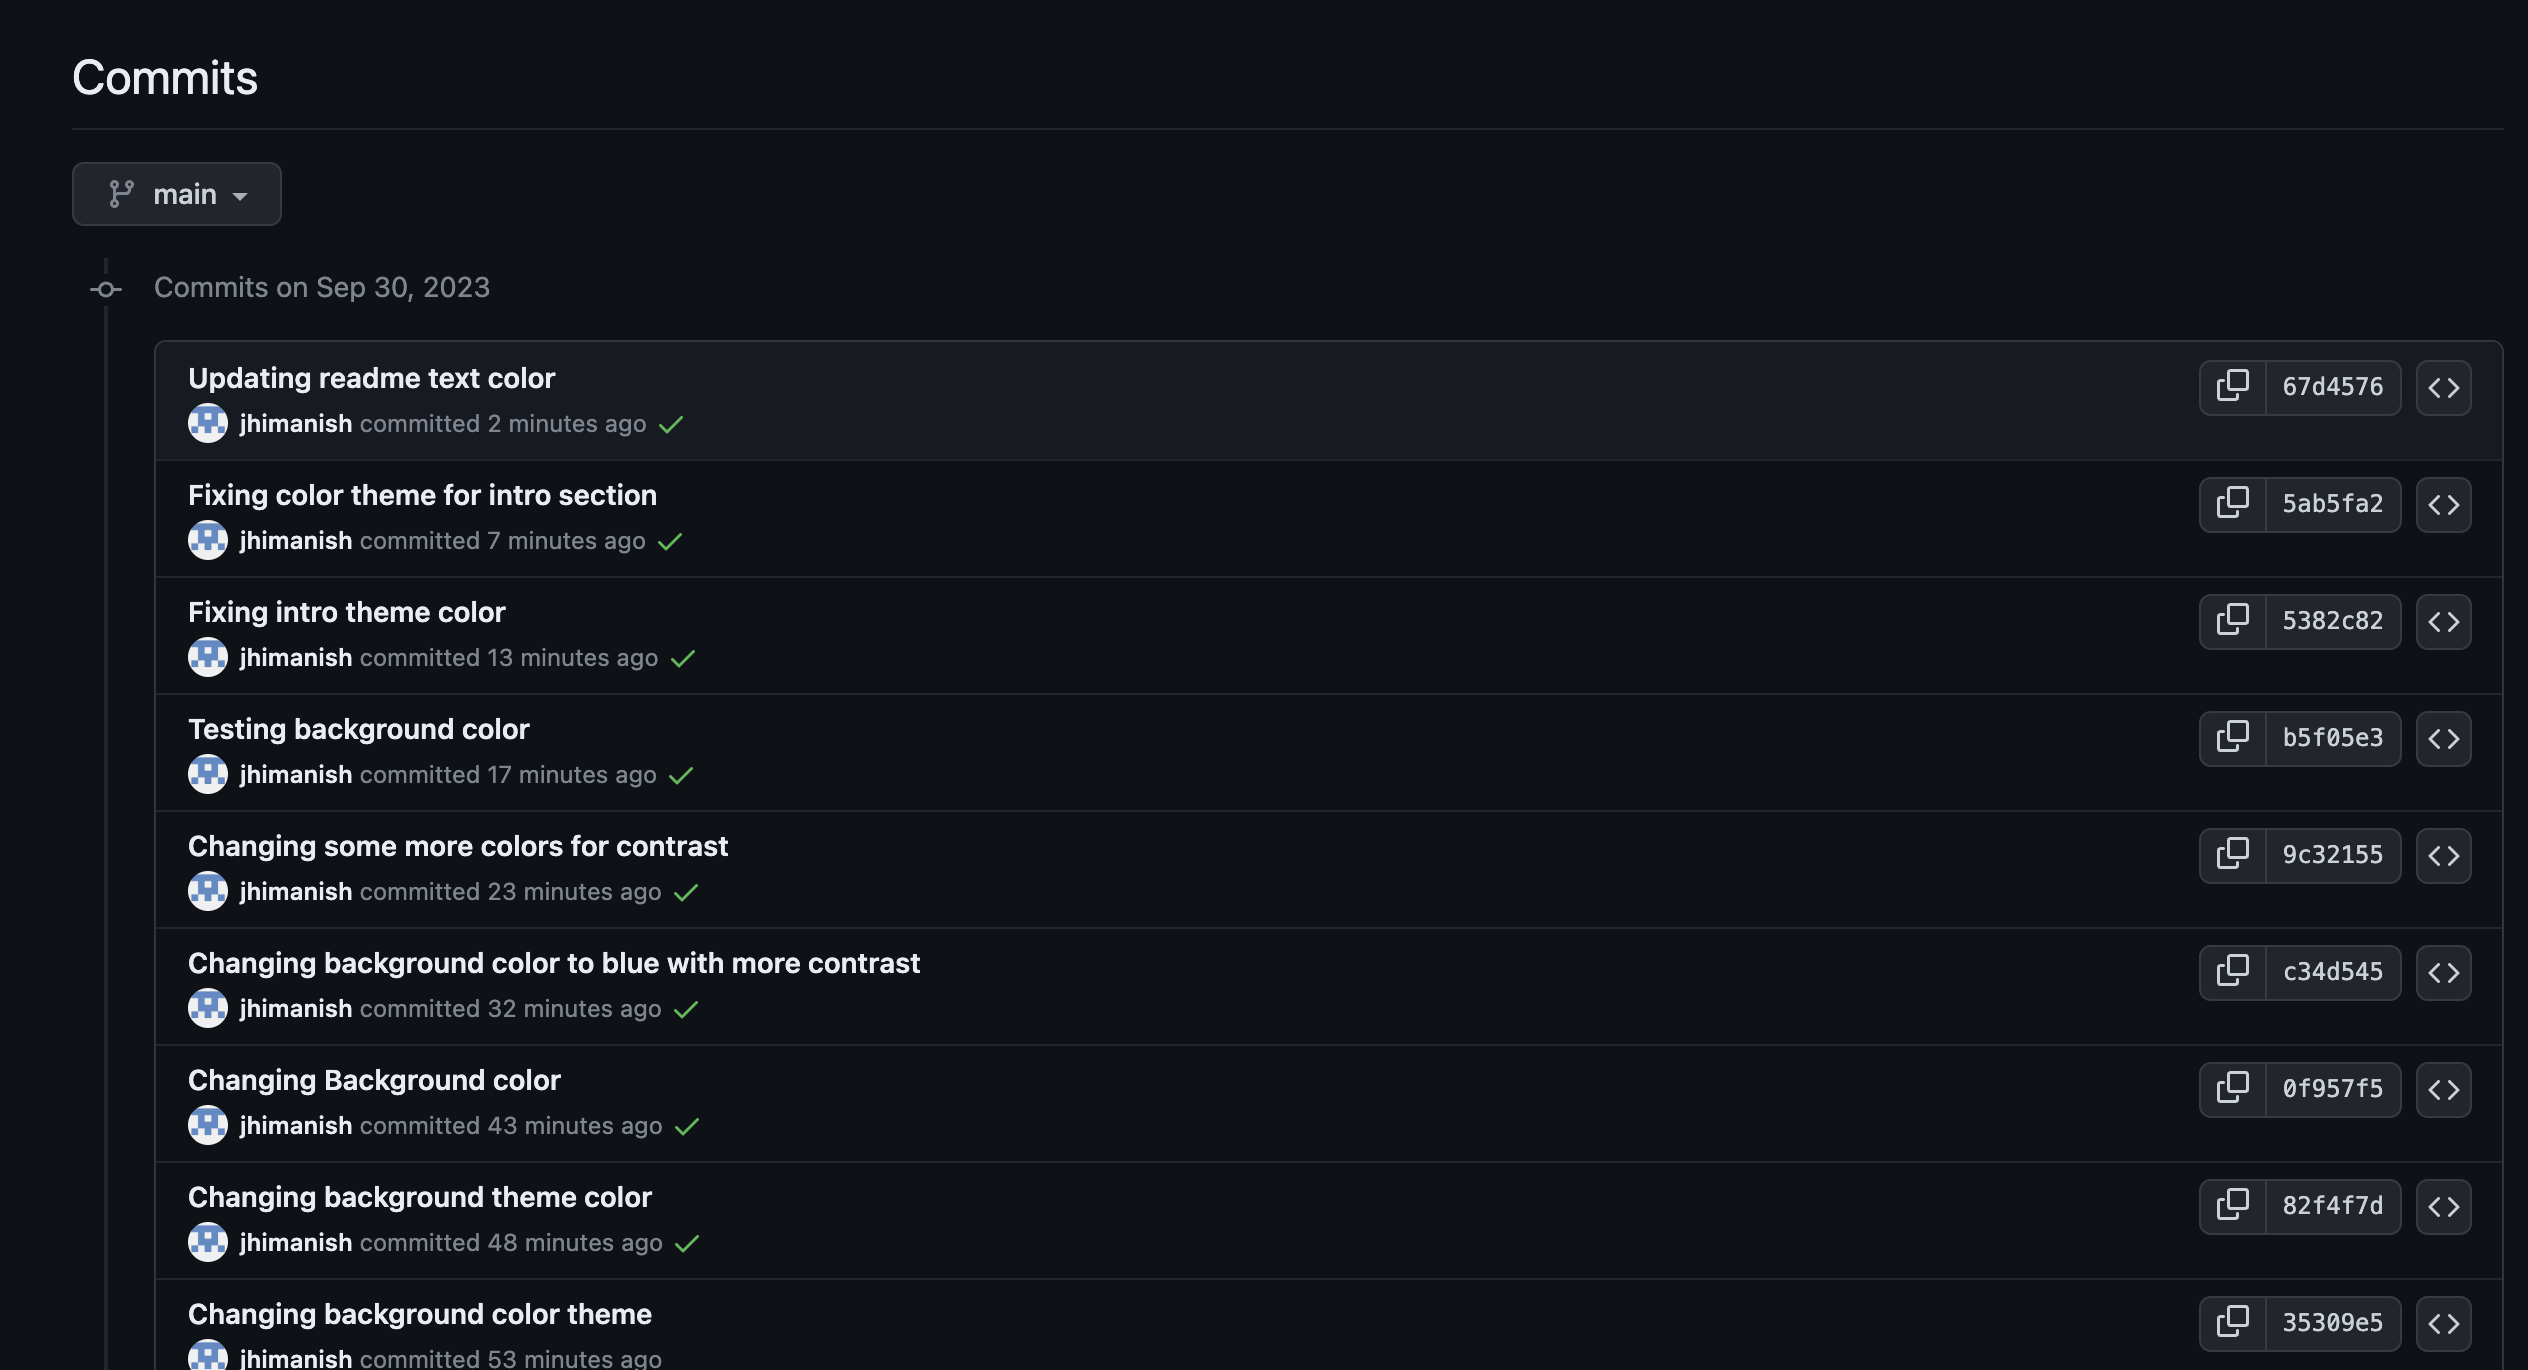 Commits
main
Commits on Sep 30, 2023
Updating readme text color
67d4576
jhimanish committed 2 minutes ago
Fixing color theme for intro section
5ab5fa2
jhimanish committed 7 minutes ago
Fixing intro theme color
5382c82
jhimanish committed 13 minutes ago
Testing background color
b5f05e3
jhimanish committed 17 minutes ago
Changing some more colors for contrast
9c32155
jhimanish committed 23 minutes ago
Changing background color to blue with more contrast
c34d545
jhimanish committed 32 minutes ago
Changing Background color
0f957f5
jhimanish committed 43 minutes ago
Changing background theme color
82f4f7d
jhimanish committed 48 minutes ago
Changing background color theme
35309e5
jhimanish committed 53 minutes ago